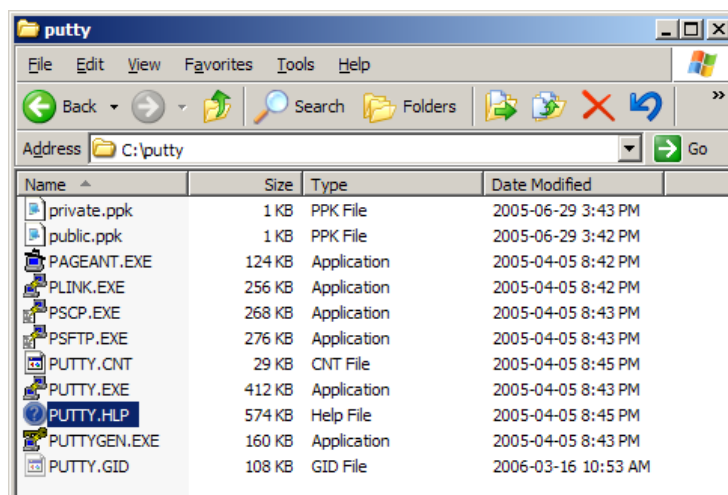 putty
File Edit View Favorites Tools Help
Back Search Folders »
Address C:\putty Go
Name Size Type Date Modified
private.ppk 1 KB PPK File 2005-06-29 3:43 PM
public.ppk 1 KB PPK File 2005-06-29 3:42 PM
PAGEANT.EXE 124 KB Application 2005-04-05 8:42 PM
PLINK.EXE 256 KB Application 2005-04-05 8:42 PM
PSCP.EXE 268 KB Application 2005-04-05 8:43 PM
PSFTP.EXE 276 KB Application 2005-04-05 8:43 PM
PUTTY.CNT 29 KB CNT File 2005-04-05 8:45 PM
PUTTY.EXE 412 KB Application 2005-04-05 8:43 PM
PUTTY.HLP 574 KB Help File 2005-04-05 8:45 PM
PUTTYGEN.EXE 160 KB Application 2005-04-05 8:43 PM
PUTTY.GID 108 KB GID File 2006-03-16 10:53 AM